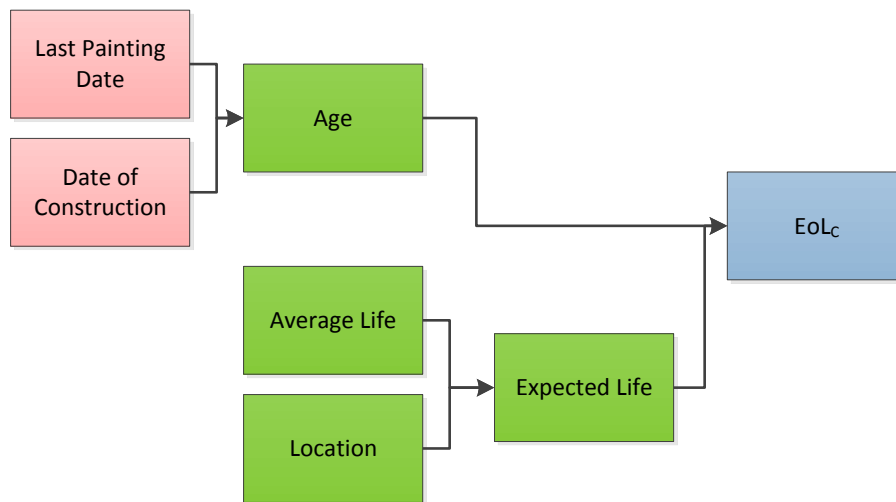 Last Painting
Date
Age
Date of
Construction
EoLC
Average Life
Expected Life
Location